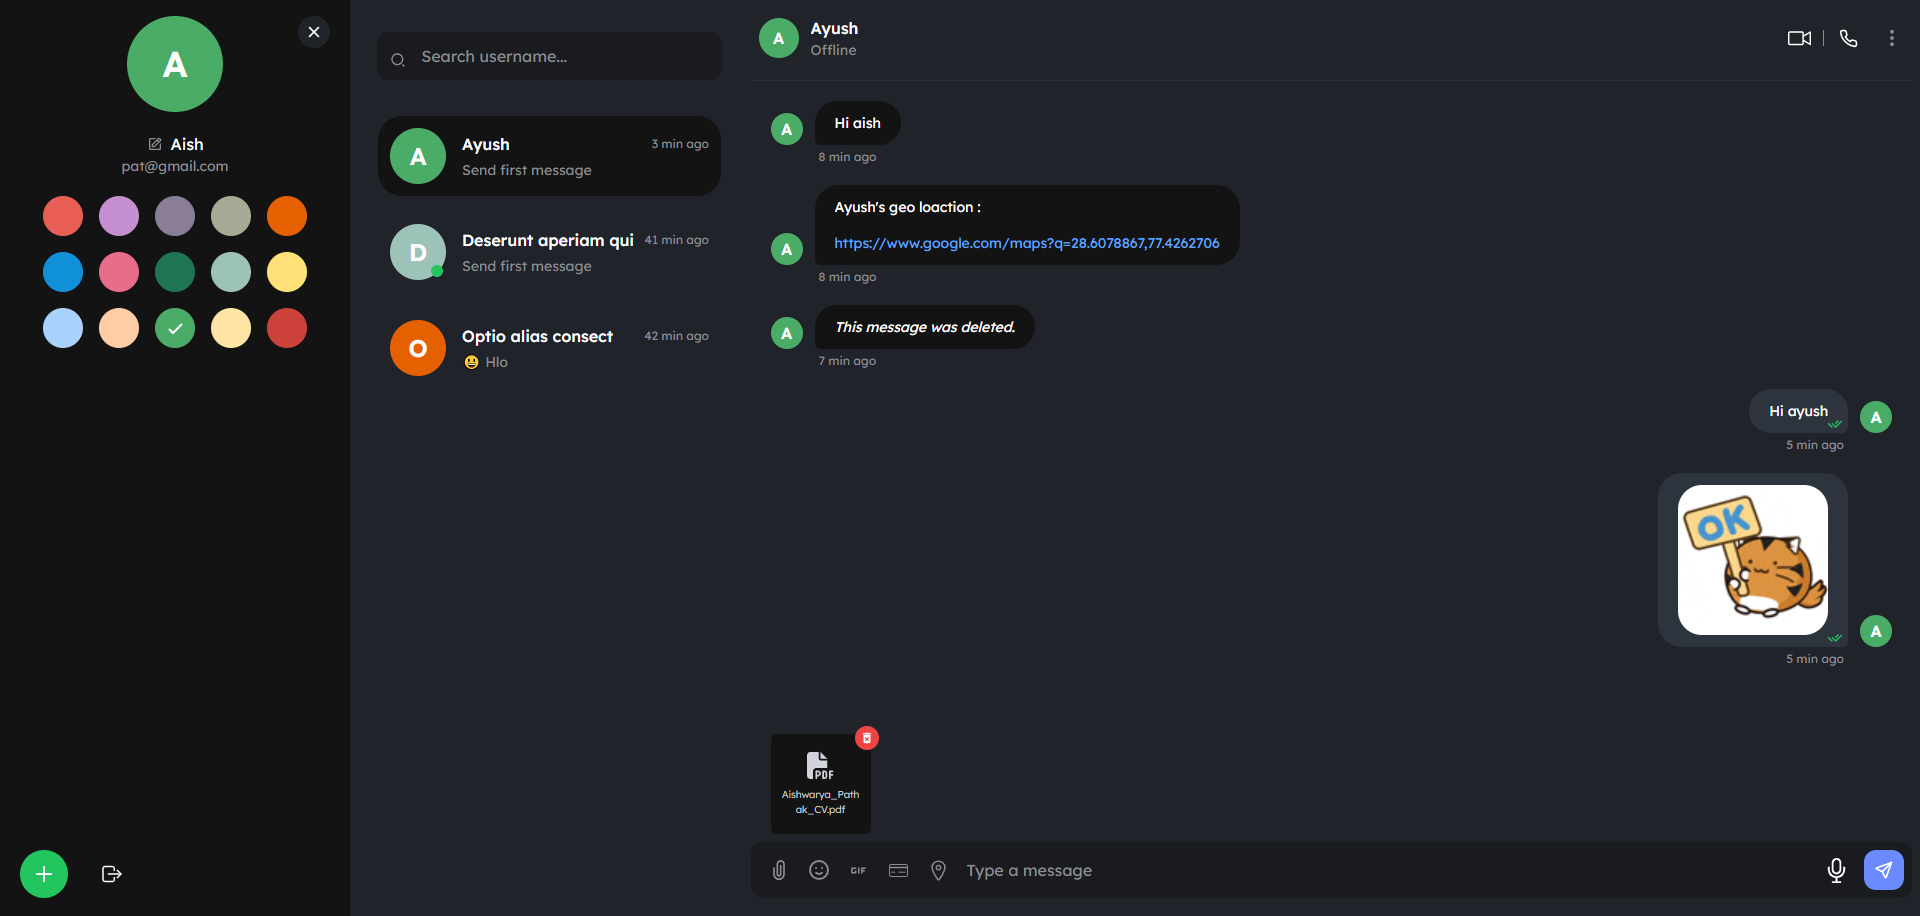 A
Aish
pat@gmail.com
Search username...
A
Ayush
3 min ago
Send first message
D
Deserunt aperiam qui
41 min ago
Send first message
O
Optio alias consect
42 min ago
😃 Hlo
A
Ayush
Offline
A
Hi aish
8 min ago
Ayush's geo loaction :
https://www.google.com/maps?q=28.6078867,77.4262706
A
8 min ago
A
This message was deleted.
7 min ago
Hi ayush
A
5 min ago
OK
A
5 min ago
PDF
Aishwarya_Path
ak_CV.pdf
GIF
Type a message